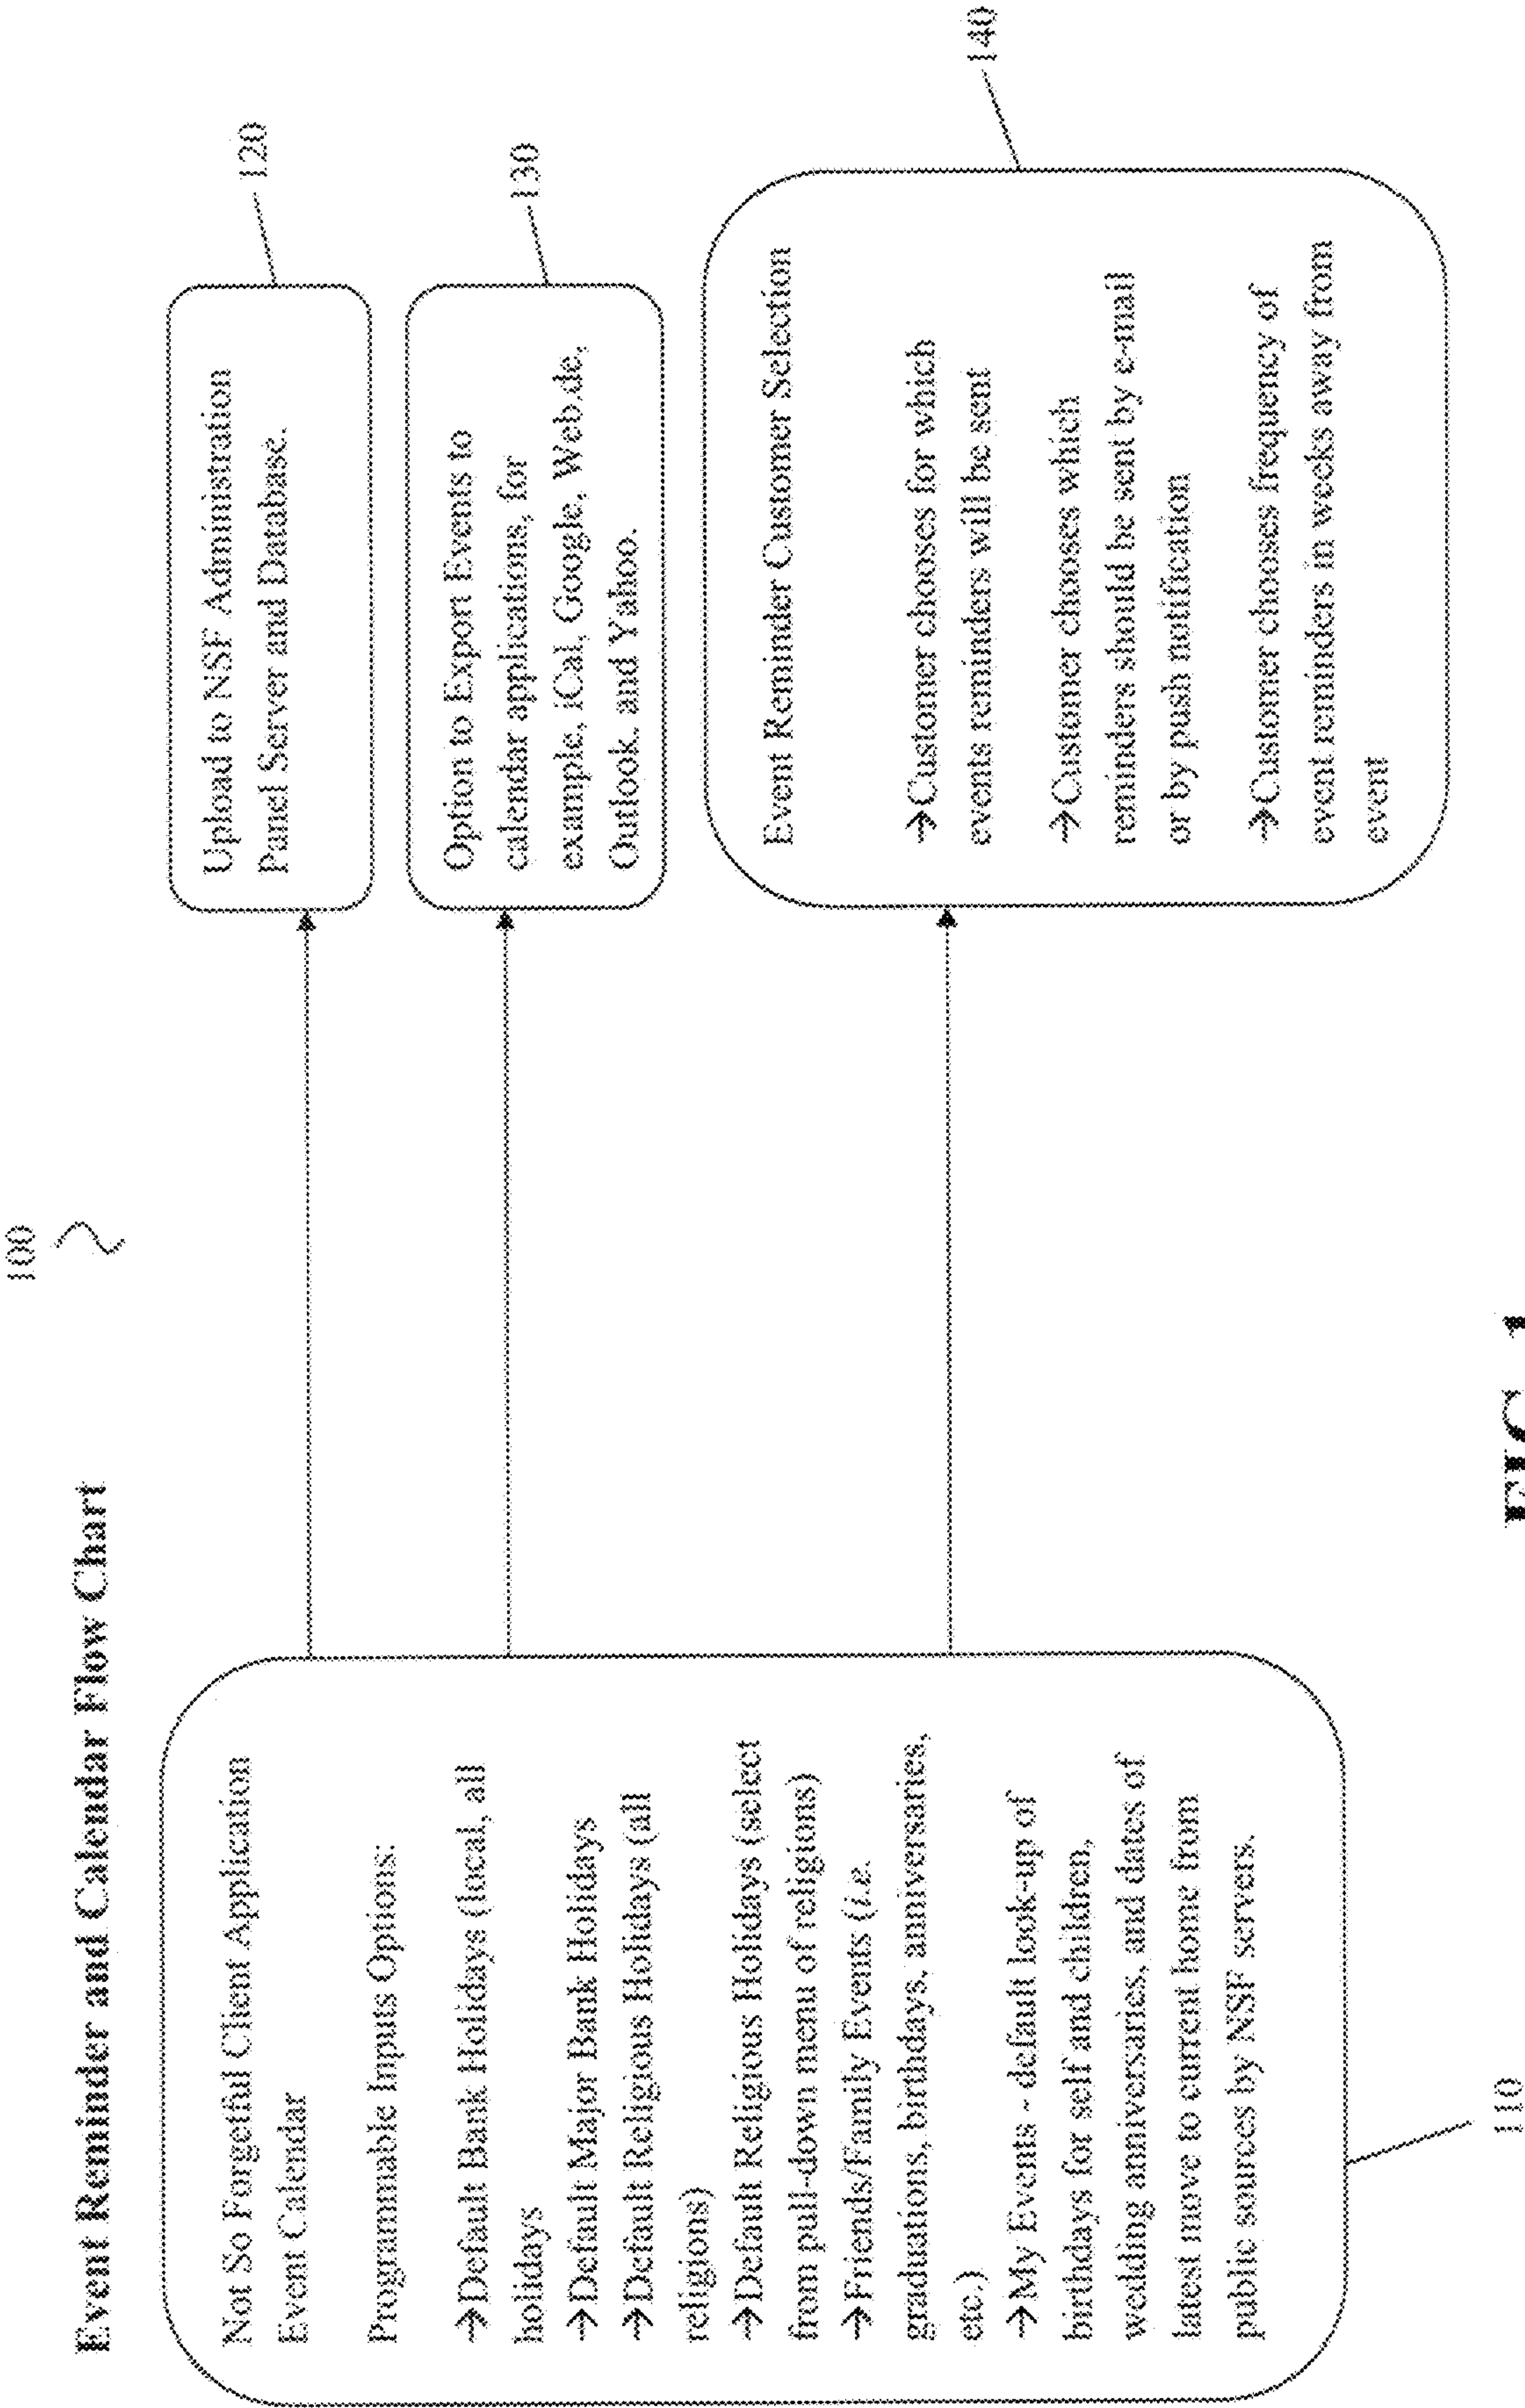 Event Reminder and Calendar Flow Chart
100
Not So Forgetful Client Application
Event Calendar
Programmable Inputs Options:
→Default Bank Holidays (local, all
holidays
→Default Major Bank Holidays
→Default Religious Holidays (all
religions)
→Default Religious Holidays (select
from pull-down menu of religions)
→Friends/Family Events (i.e.
graduations, birthdays, anniversaries,
etc.)
→My Events - default look-up of
birthdays for self and children,
wedding anniversaries, and dates of
latest move to current home from
public sources by NSF servers.
110
Upload to NSF Administration
Panel Server and Database.
120
Option to Export Events to
calendar applications, for
example, iCal, Google, Web.de,
Outlook, and Yahoo.
130
Event Reminder Customer Selection
→Customer chooses for which
events reminders will be sent
→Customer chooses which
reminders should be sent by e-mail
or by push notification
→Customer chooses frequency of
event reminders in weeks away from
event
140
FIG. 1